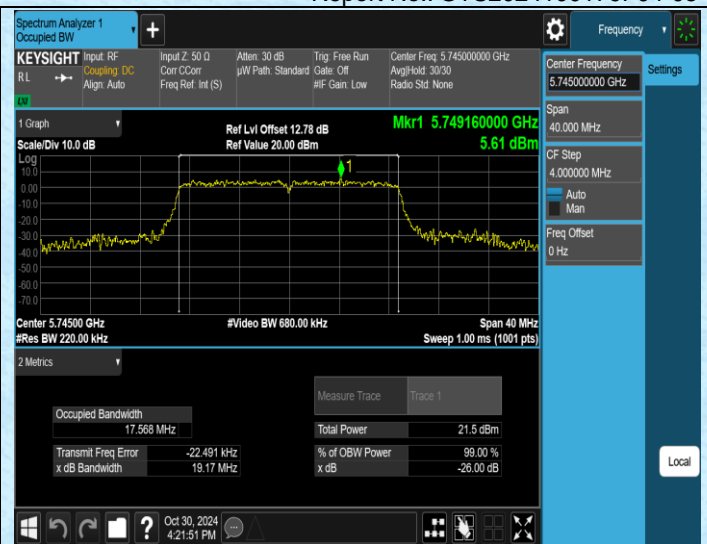 Spectrum Analyzer 1
Occupied BW
+
Frequency
KEYSIGHT
RL
LU
Input: RF
Coupling: DC
Align: Auto
Input Z: 50 Ω
Corr CCorr
Freq Ref: Int (S)
Atten: 30 dB
µW Path: Standard
Trig: Free Run
Gate: Off
#IF Gain: Low
Center Freq: 5.745000000 GHz
Avg|Hold: 30/30
Radio Std: None
Center Frequency
5.745000000 GHz
Settings
Span
40.000 MHz
CF Step
4.000000 MHz
Auto
Man
Freq Offset
0 Hz
1 Graph
Scale/Div 10.0 dB
Ref Lvl Offset 12.78 dB
Ref Value 20.00 dBm
Mkr1 5.749160000 GHz
5.61 dBm
Log
10.0
0.00
-10.0
-20.0
-30.0
-40.0
-50.0
-60.0
-70.0
1
Center 5.74500 GHz
#Res BW 220.00 kHz
#Video BW 680.00 kHz
Span 40 MHz
Sweep 1.00 ms (1001 pts)
2 Metrics
Measure Trace Trace 1
Occupied Bandwidth
17.568 MHz
Total Power 21.5 dBm
Transmit Freq Error -22.491 kHz
% of OBW Power 99.00 %
x dB Bandwidth 19.17 MHz
x dB -26.00 dB
Local
?
Oct 30, 2024
4:21:51 PM